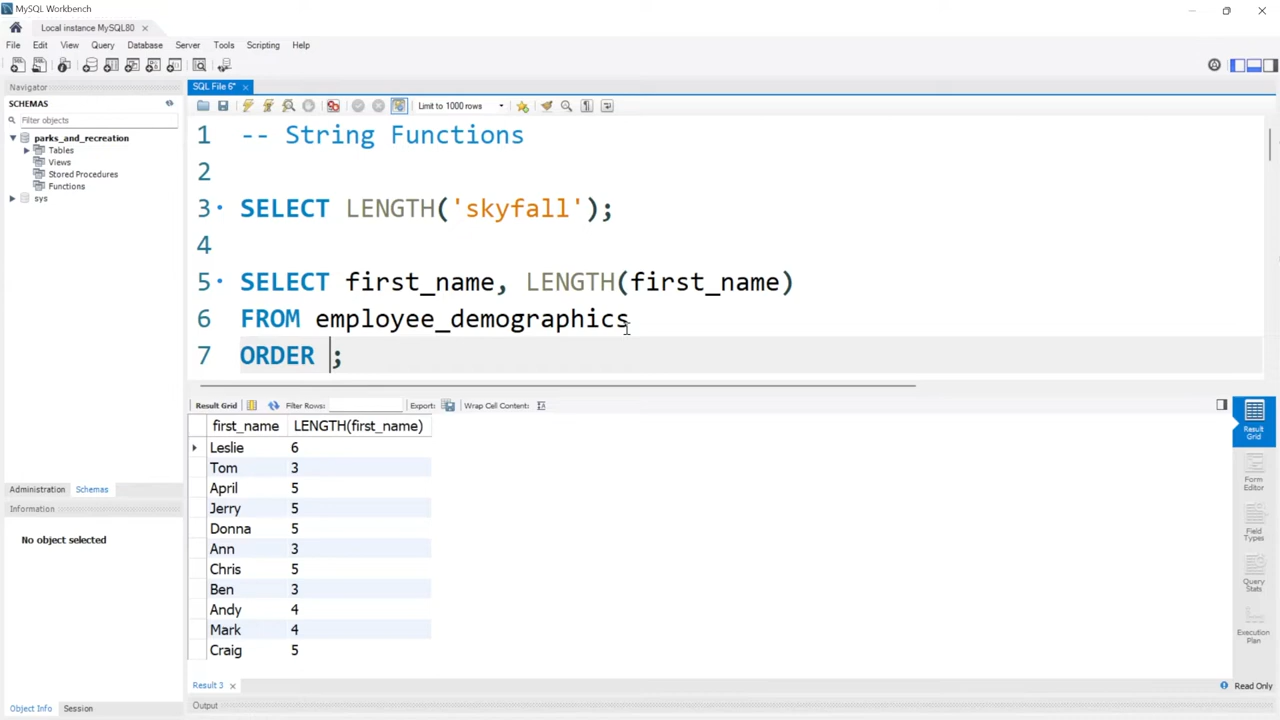 MySQL Workbench
Local instance MySQL80
File Edit View Query Database Server Tools Scripting Help
Navigator
SCHEMAS
Filter objects
parks_and_recreation
Tables
Views
Stored Procedures
Functions
sys
Administration Schemas
Information
No object selected
Object Info Session
SQL File 6*
Limit to 1000 rows
1 -- String Functions
2
3 SELECT LENGTH('skyfall');
4
5 SELECT first_name, LENGTH(first_name)
6 FROM employee_demographics
7 ORDER ;
Result Grid Filter Rows: Export: Wrap Cell Content:
first_name LENGTH(first_name)
Leslie 6
Tom 3
April 5
Jerry 5
Donna 5
Ann 3
Chris 5
Ben 3
Andy 4
Mark 4
Craig 5
Result 3
Output
Result
Grid
Form
Editor
Field
Types
Query
Stats
Execution
Plan
Read Only